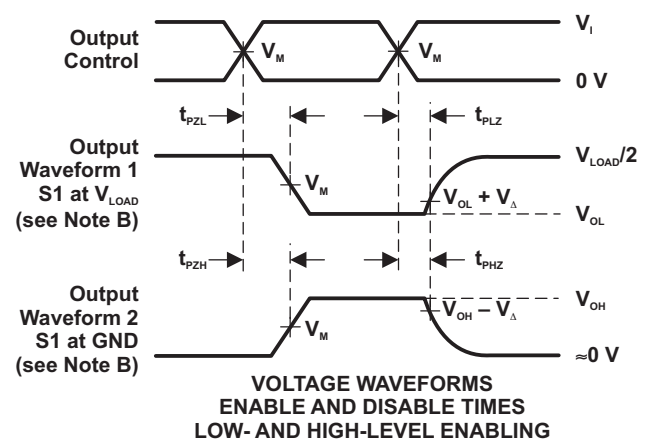 Output
Control
V_M
V_M
V_I
0 V
t_PZL
t_PLZ
Output
Waveform 1
S1 at V_LOAD
(see Note B)
V_M
V_OL + V_Δ
V_LOAD/2
V_OL
t_PZH
t_PHZ
Output
Waveform 2
S1 at GND
(see Note B)
V_M
V_OH – V_Δ
V_OH
≈0 V
VOLTAGE WAVEFORMS
ENABLE AND DISABLE TIMES
LOW- AND HIGH-LEVEL ENABLING